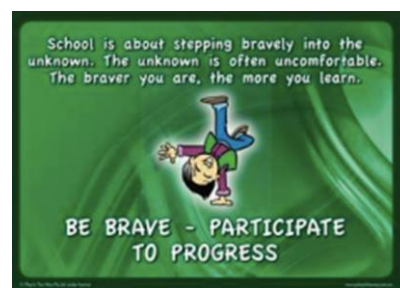 School is about stepping bravely into the
unknown. The unknown is often uncomfortable.
The braver you are, the more you learn.
BE BRAVE - PARTICIPATE
TO PROGRESS